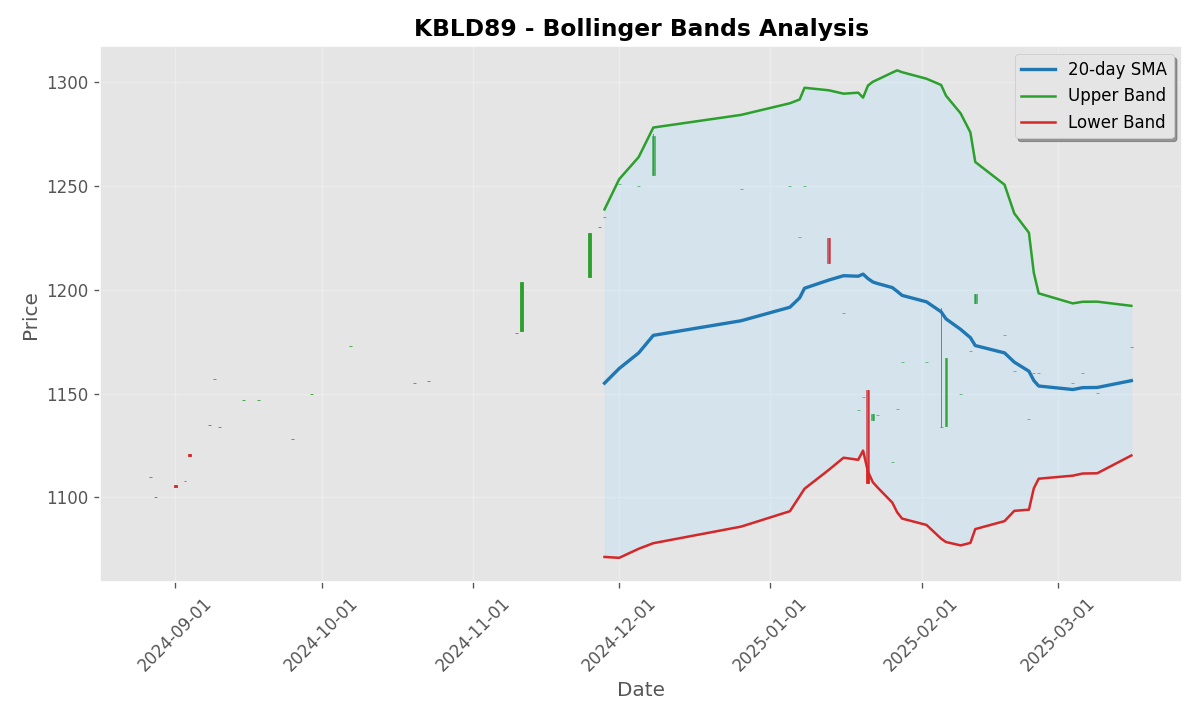 KBLD89 - Bollinger Bands Analysis
20-day SMA
Upper Band
Lower Band
Price
1300
1250
1200
1150
1100
2024-09-01
2024-10-01
2024-11-01
2024-12-01
2025-01-01
2025-02-01
2025-03-01
Date